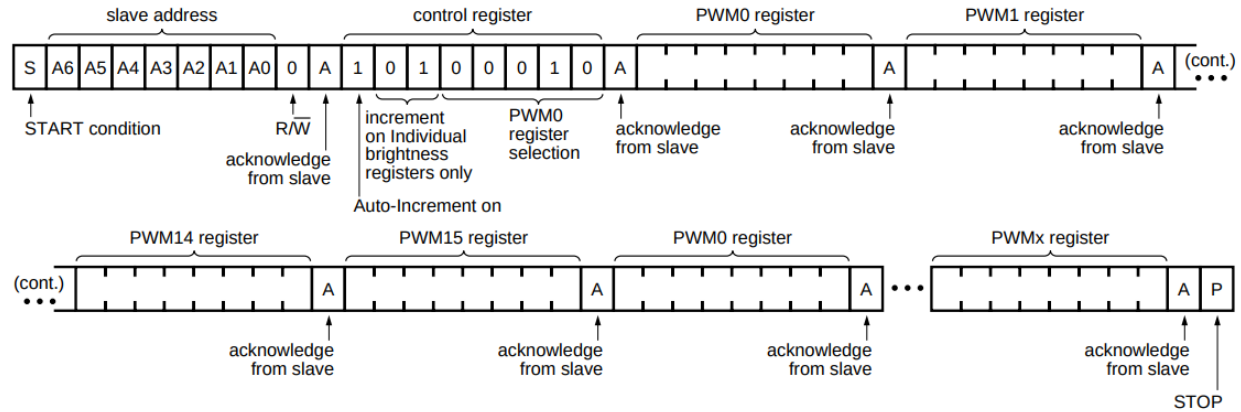 slave address control register PWM0 register PWM1 register
S A6 A5 A4 A3 A2 A1 A0 0 A 1 0 1 0 0 0 1 0 A A A (cont.)
START condition
R/W̅
acknowledge
from slave
Auto-Increment on
increment
on Individual
brightness
registers only
PWM0
register
selection
acknowledge
from slave
acknowledge
from slave
acknowledge
from slave
PWM14 register PWM15 register PWM0 register PWMx register
(cont.) A A A A P
acknowledge
from slave
acknowledge
from slave
acknowledge
from slave
acknowledge
from slave
STOP